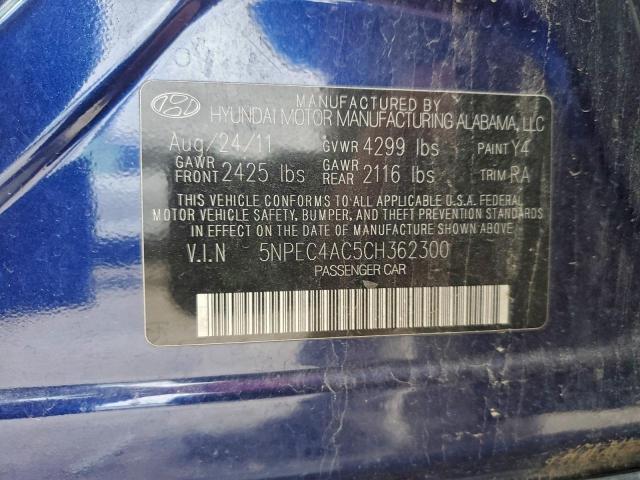 MANUFACTURED BY
HYUNDAI MOTOR MANUFACTURING ALABAMA, LLC
Aug/24/11 GVWR 4299 lbs PAINT Y4
GAWR FRONT 2425 lbs GAWR REAR 2116 lbs TRIM RA
THIS VEHICLE CONFORMS TO ALL APPLICABLE U.S.A. FEDERAL
MOTOR VEHICLE SAFETY, BUMPER, AND THEFT PREVENTION STANDARDS
IN EFFECT ON THE DATE OF MANUFACTURE SHOWN ABOVE
V.I.N 5NPEC4AC5CH362300
PASSENGER CAR